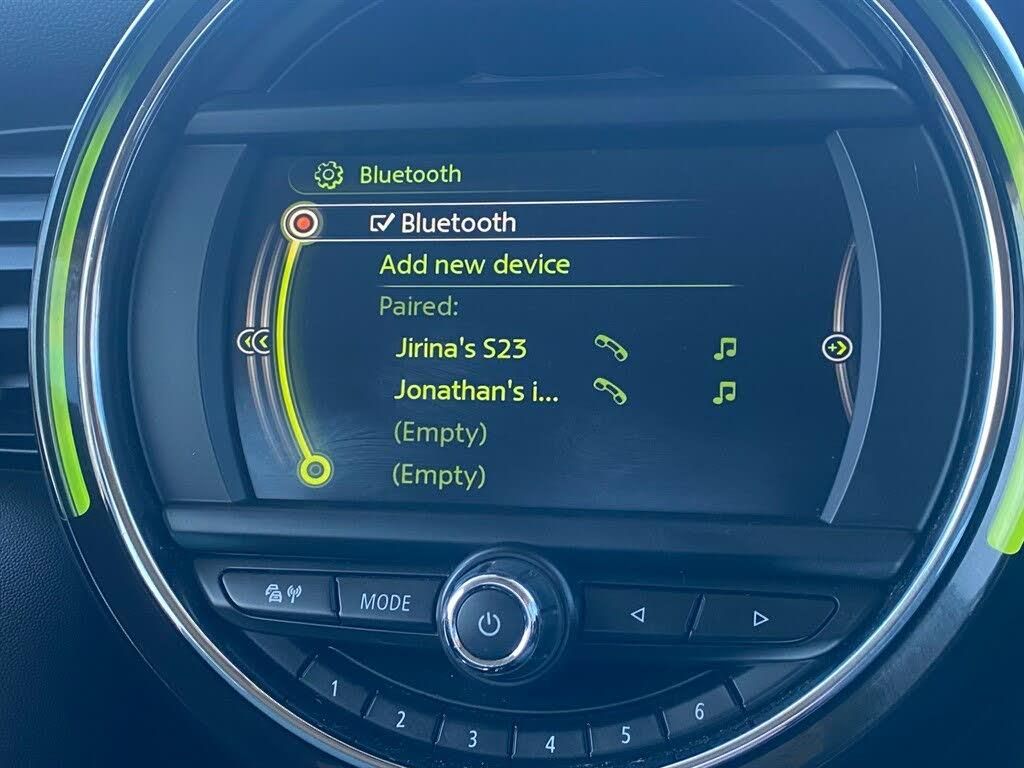 Bluetooth
Bluetooth
Add new device
Paired:
Jirina's S23
Jonathan's i...
(Empty)
(Empty)
MODE
1 2 3 4 5 6